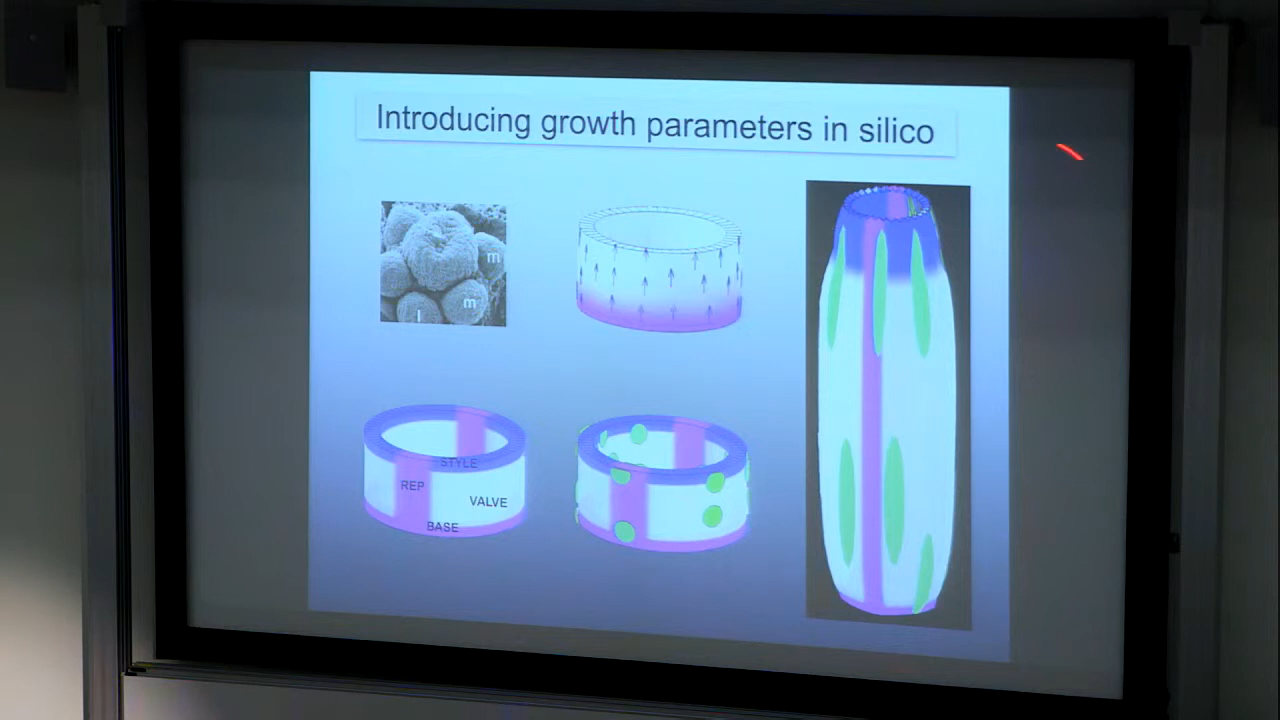 Introducing growth parameters in silico
m
m
l
STYLE
REP
VALVE
BASE